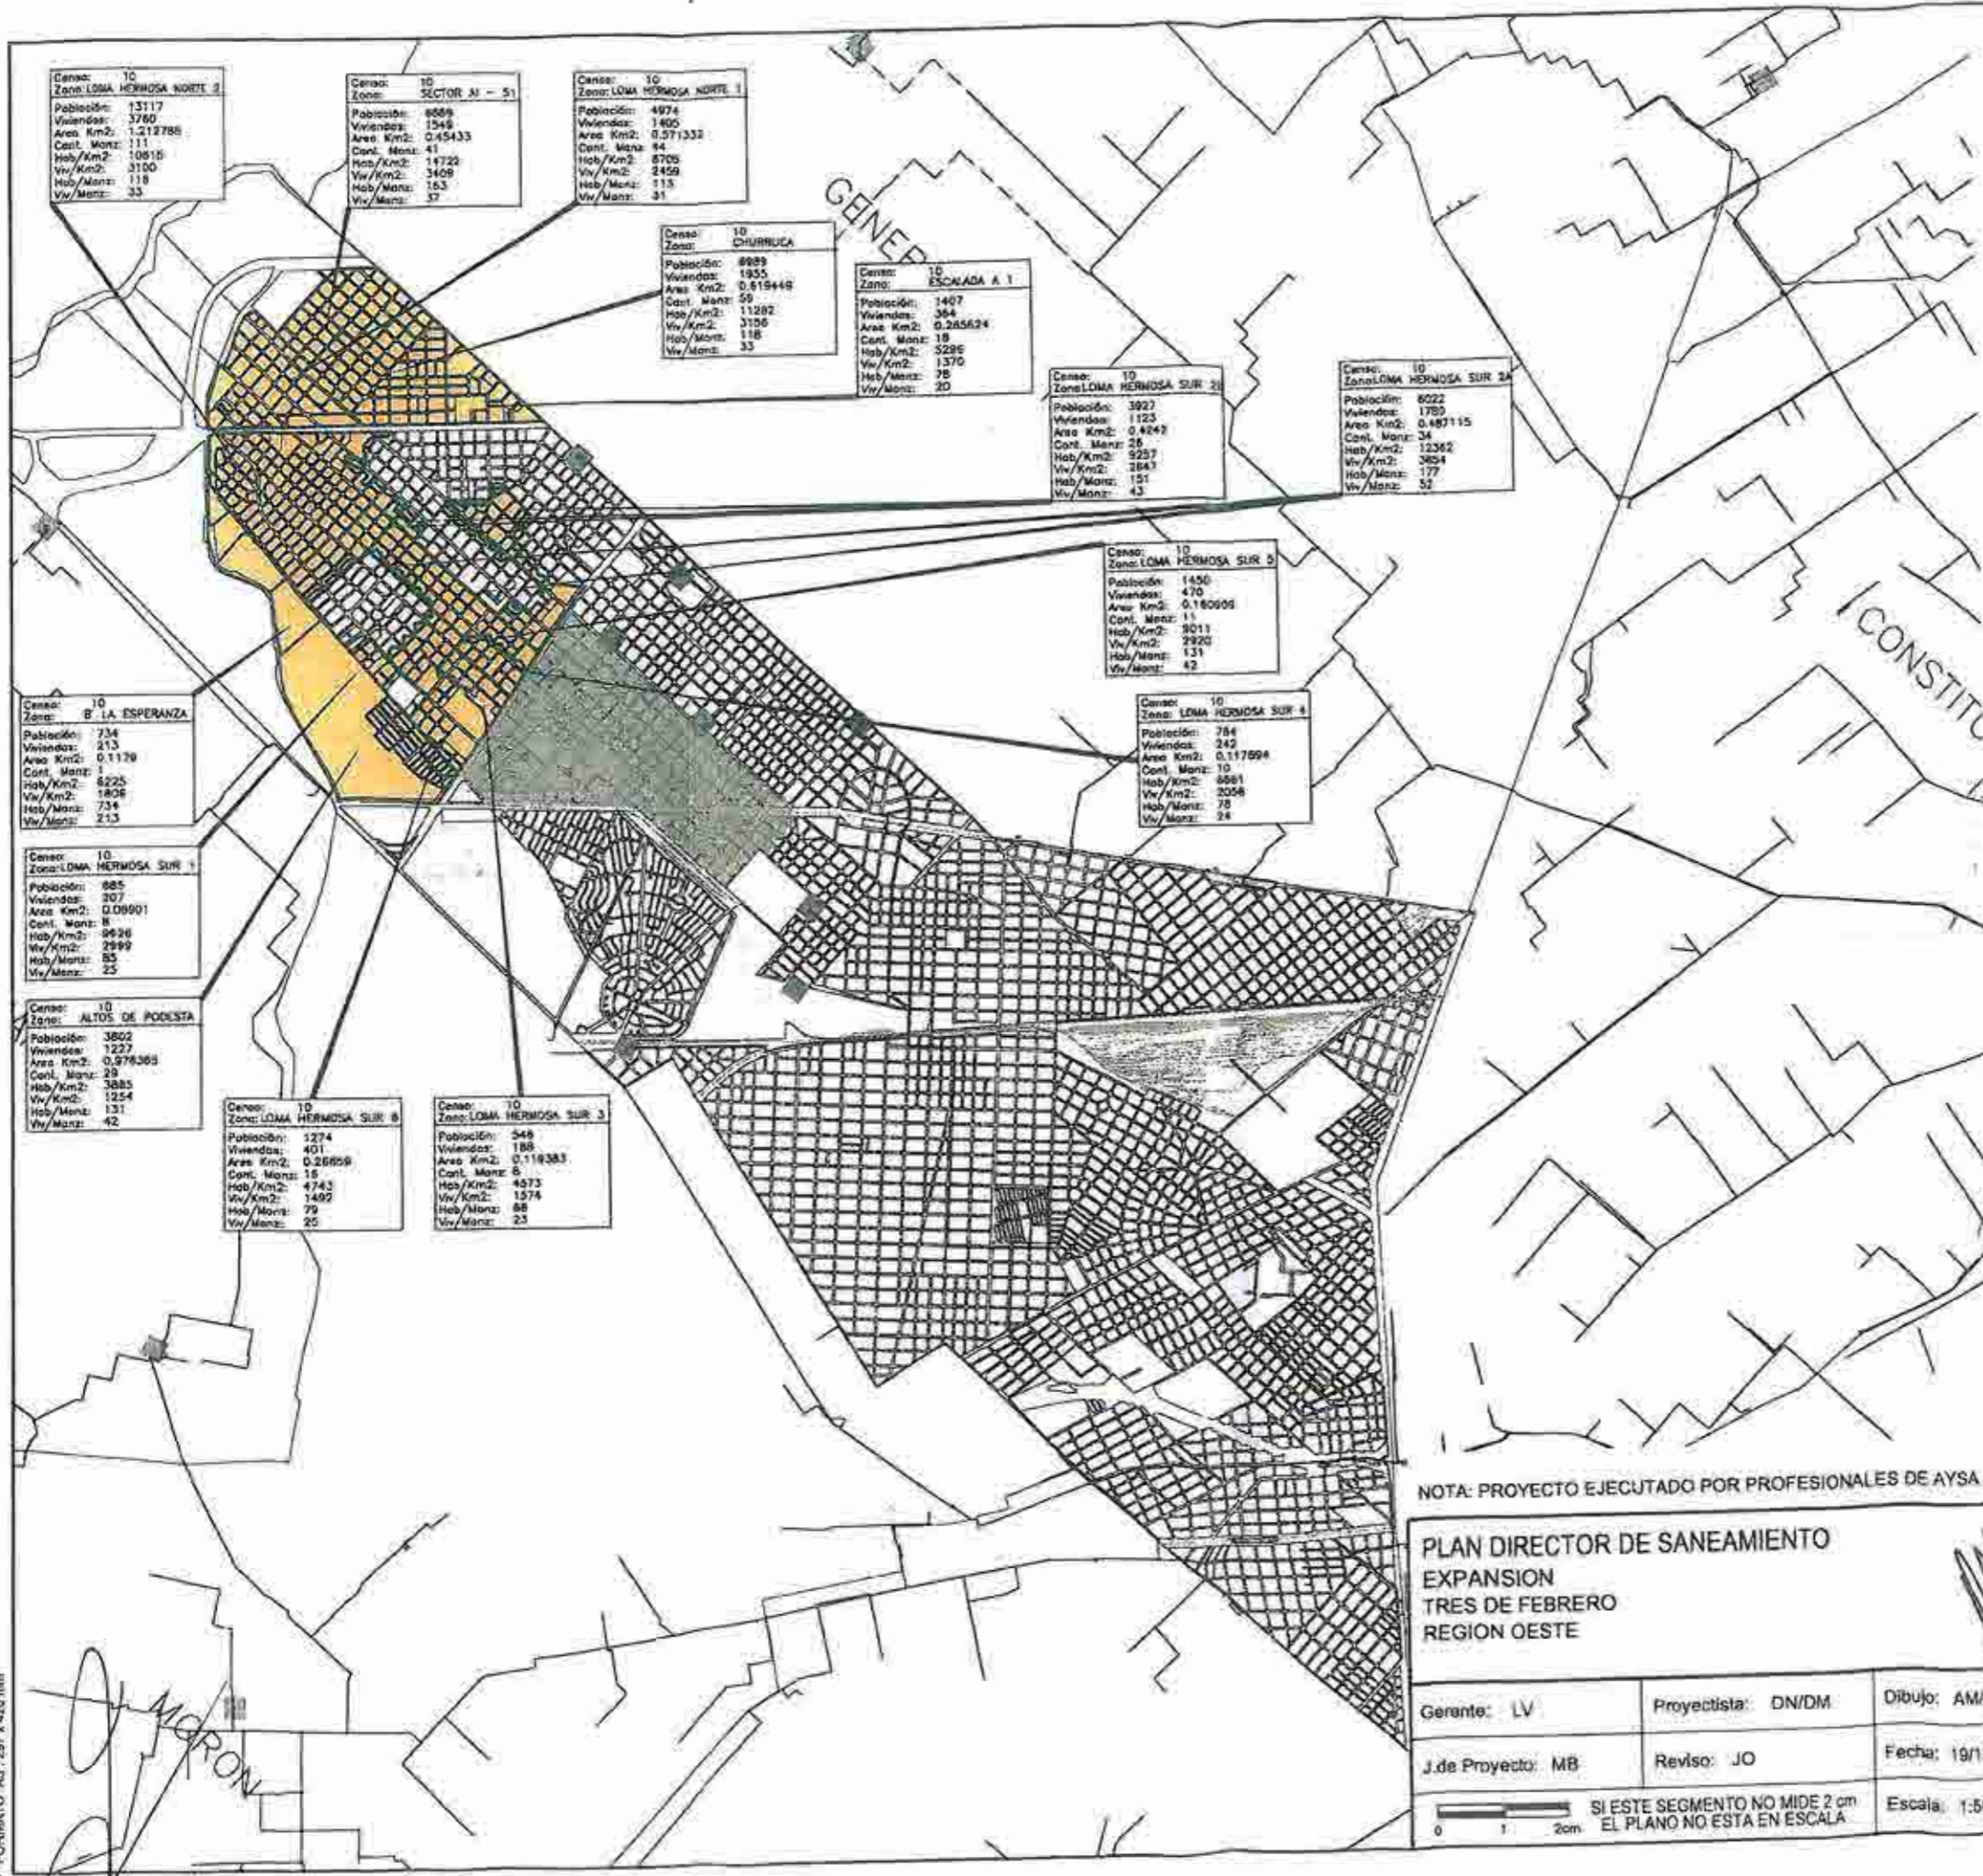 Censo: 10
Zona: LOMA HERMOSA NORTE 2
Población: 13117
Viviendas: 3760
Area Km2: 1.212788
Cant. Manz: 111
Hab/Km2: 10815
Viv/Km2: 3100
Hab/Manz: 118
Viv/Manz: 33
Censo: 10
Zona: SECTOR AI - 51
Población: 6689
Viviendas: 1549
Area Km2: 0.45433
Cant. Manz: 41
Hab/Km2: 14722
Viv/Km2: 3409
Hab/Manz: 163
Viv/Manz: 37
Censo: 10
Zona: LOMA HERMOSA NORTE 1
Población: 4974
Viviendas: 1405
Area Km2: 0.571332
Cant. Manz: 44
Hab/Km2: 8705
Viv/Km2: 2459
Hab/Manz: 113
Viv/Manz: 31
GENER
Censo: 10
Zona: CHURRUCA
Población: 6989
Viviendas: 1955
Area Km2: 0.619448
Cant. Manz: 59
Hab/Km2: 11282
Viv/Km2: 3156
Hab/Manz: 118
Viv/Manz: 33
Censo: 10
Zona: ESCALADA A 1
Población: 1407
Viviendas: 364
Area Km2: 0.265624
Cant. Manz: 18
Hab/Km2: 5296
Viv/Km2: 1370
Hab/Manz: 78
Viv/Manz: 20
Censo: 10
Zona: LOMA HERMOSA SUR
Población: 3927
Viviendas: 1123
Area Km2: 0.4242
Cant. Manz: 26
Hab/Km2: 9257
Viv/Km2: 2647
Hab/Manz: 151
Viv/Manz: 43
Censo: 10
Zona: LOMA HERMOSA SUR 2A
Población: 6022
Viviendas: 1780
Area Km2: 0.487115
Cant. Manz: 34
Hab/Km2: 12362
Viv/Km2: 3654
Hab/Manz: 177
Viv/Manz: 52
Censo: 10
Zona: LOMA HERMOSA SUR 5
Población: 1450
Viviendas: 470
Area Km2: 0.160909
Cant. Manz: 11
Hab/Km2: 9011
Viv/Km2: 2920
Hab/Manz: 131
Viv/Manz: 42
CONSTITU
Censo: 10
Zona: LOMA HERMOSA SUR 4
Población: 784
Viviendas: 242
Area Km2: 0.117694
Cant. Manz: 10
Hab/Km2: 6661
Viv/Km2: 2056
Hab/Manz: 78
Viv/Manz: 24
Censo: 10
Zona: B LA ESPERANZA
Población: 734
Viviendas: 213
Area Km2: 0.1179
Cant. Manz: 1
Hab/Km2: 6225
Viv/Km2: 1806
Hab/Manz: 734
Viv/Manz: 213
Censo: 10
Zona: LOMA HERMOSA SUR 1
Población: 685
Viviendas: 207
Area Km2: 0.06901
Cant. Manz: 8
Hab/Km2: 9926
Viv/Km2: 2999
Hab/Manz: 85
Viv/Manz: 25
Censo: 10
Zona: ALTOS DE PODESTA
Población: 3802
Viviendas: 1227
Area Km2: 0.978365
Cant. Manz: 29
Hab/Km2: 3885
Viv/Km2: 1254
Hab/Manz: 131
Viv/Manz: 42
Censo: 10
Zona: LOMA HERMOSA SUR 6
Población: 1274
Viviendas: 401
Area Km2: 0.26859
Cant. Manz: 16
Hab/Km2: 4743
Viv/Km2: 1492
Hab/Manz: 79
Viv/Manz: 25
Censo: 10
Zona: LOMA HERMOSA SUR 3
Población: 546
Viviendas: 188
Area Km2: 0.119383
Cant. Manz: 8
Hab/Km2: 4573
Viv/Km2: 1574
Hab/Manz: 68
Viv/Manz: 23
MORON
NOTA: PROYECTO EJECUTADO POR PROFESIONALES DE AYSA
PLAN DIRECTOR DE SANEAMIENTO
EXPANSION
TRES DE FEBRERO
REGION OESTE
Gerente: LV
Proyectista: DN/DM
Dibujo: AM/
J.de Proyecto: MB
Reviso: JO
Fecha: 19/1
0 1 2cm
SI ESTE SEGMENTO NO MIDE 2 cm
EL PLANO NO ESTA EN ESCALA
Escala: 1:5